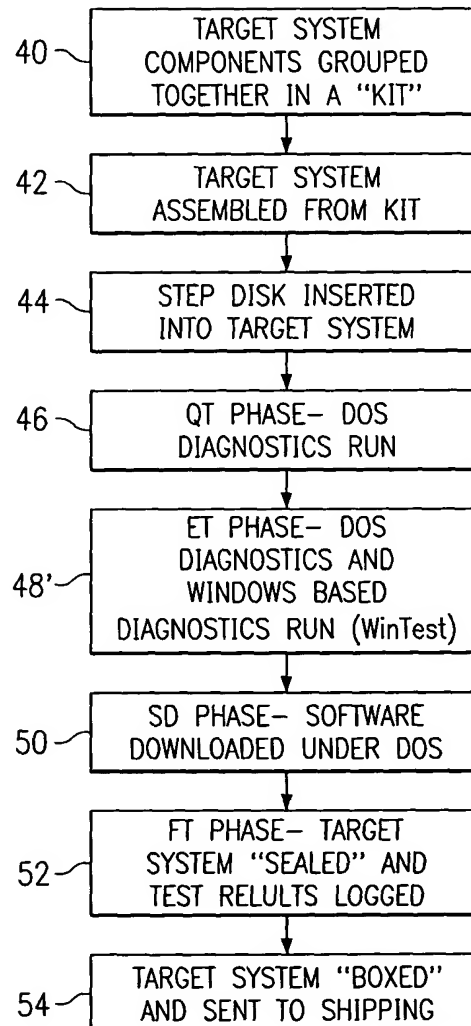 40
TARGET SYSTEM
COMPONENTS GROUPED
TOGETHER IN A "KIT"
42
TARGET SYSTEM
ASSEMBLED FROM KIT
44
STEP DISK INSERTED
INTO TARGET SYSTEM
46
QT PHASE– DOS
DIAGNOSTICS RUN
48'
ET PHASE– DOS
DIAGNOSTICS AND
WINDOWS BASED
DIAGNOSTICS RUN (WinTest)
50
SD PHASE– SOFTWARE
DOWNLOADED UNDER DOS
52
FT PHASE– TARGET
SYSTEM "SEALED" AND
TEST RELULTS LOGGED
54
TARGET SYSTEM "BOXED"
AND SENT TO SHIPPING